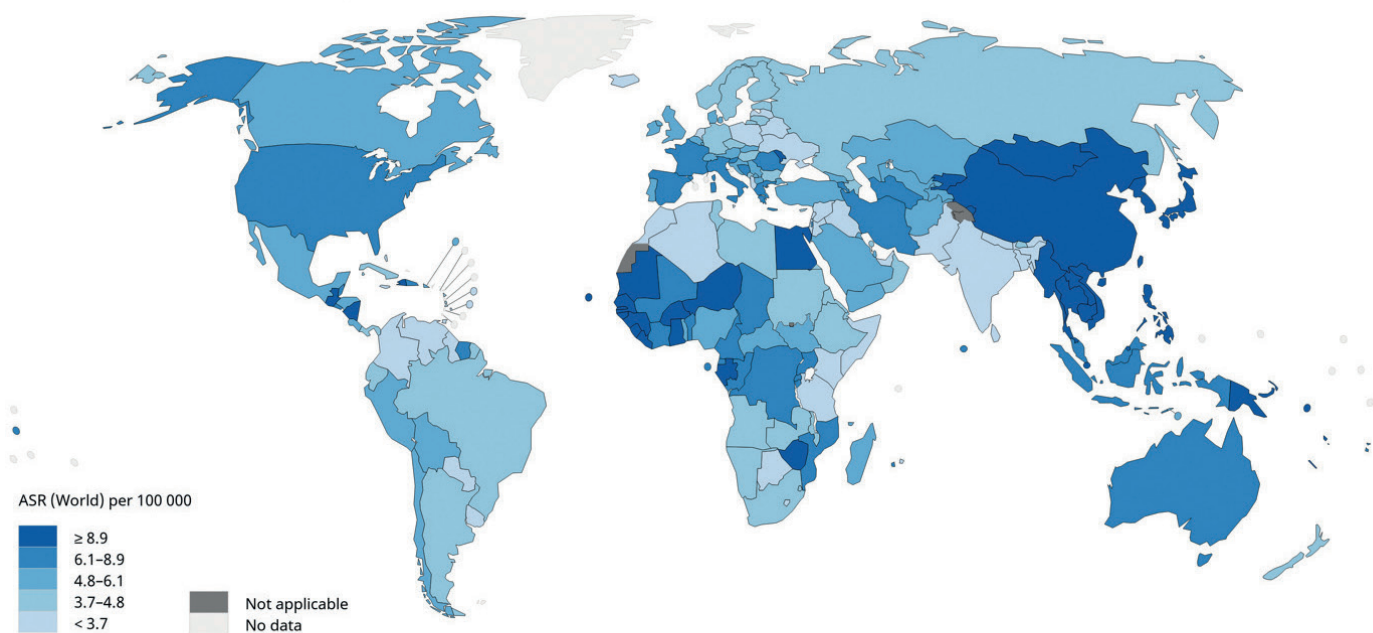 ASR (World) per 100 000
≥ 8.9
6.1–8.9
4.8–6.1
3.7–4.8
< 3.7
Not applicable
No data